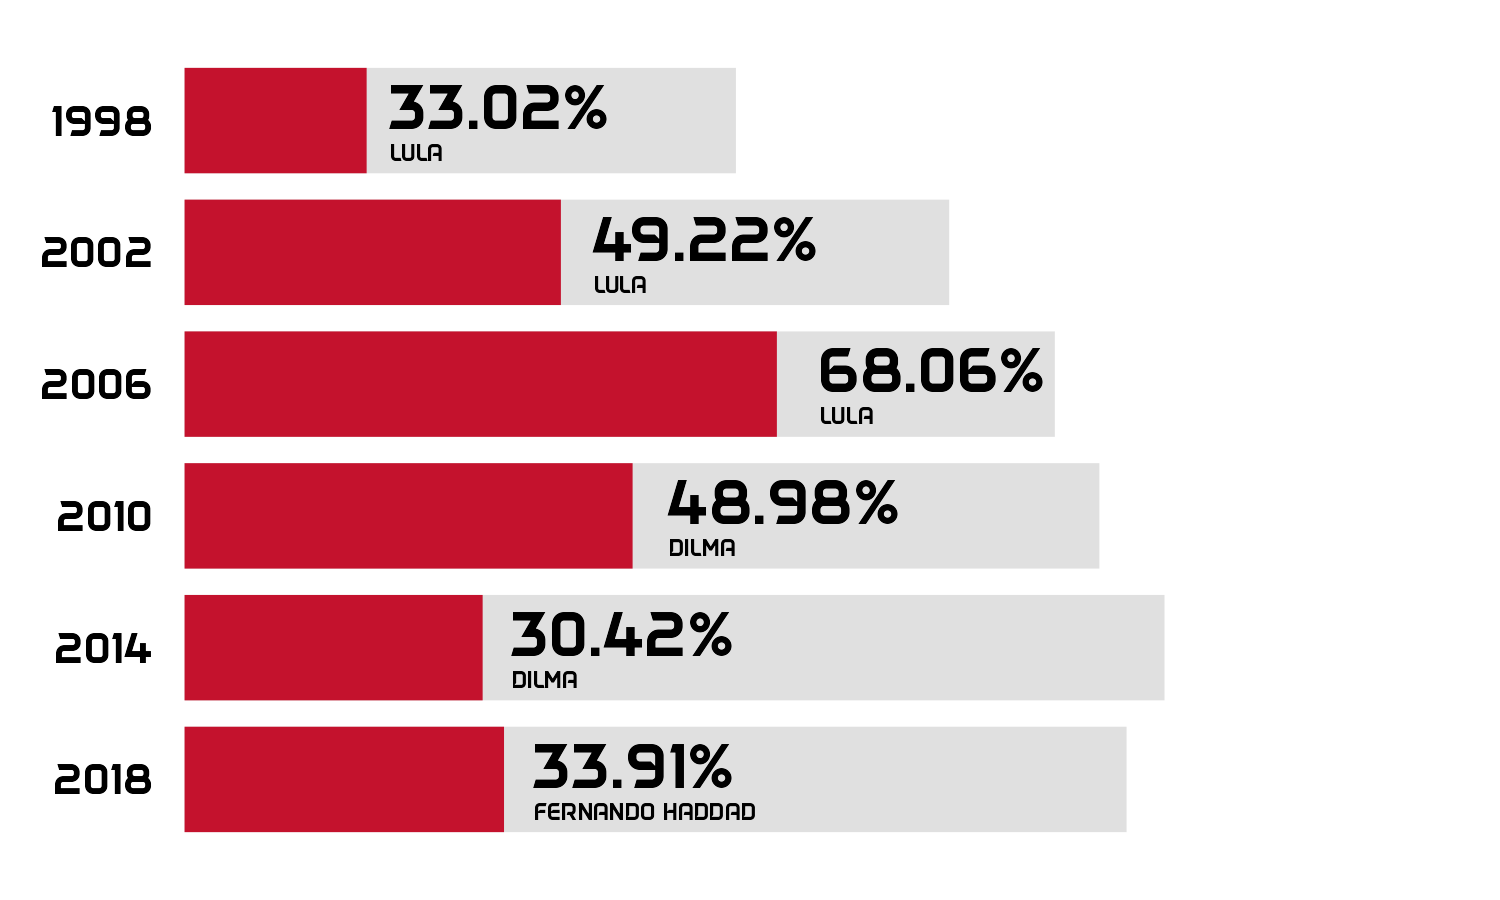 1998
33.02%
LULA
2002
49.22%
LULA
2006
68.06%
LULA
2010
48.98%
DILMA
2014
30.42%
DILMA
2018
33.91%
FERNANDO HADDAD